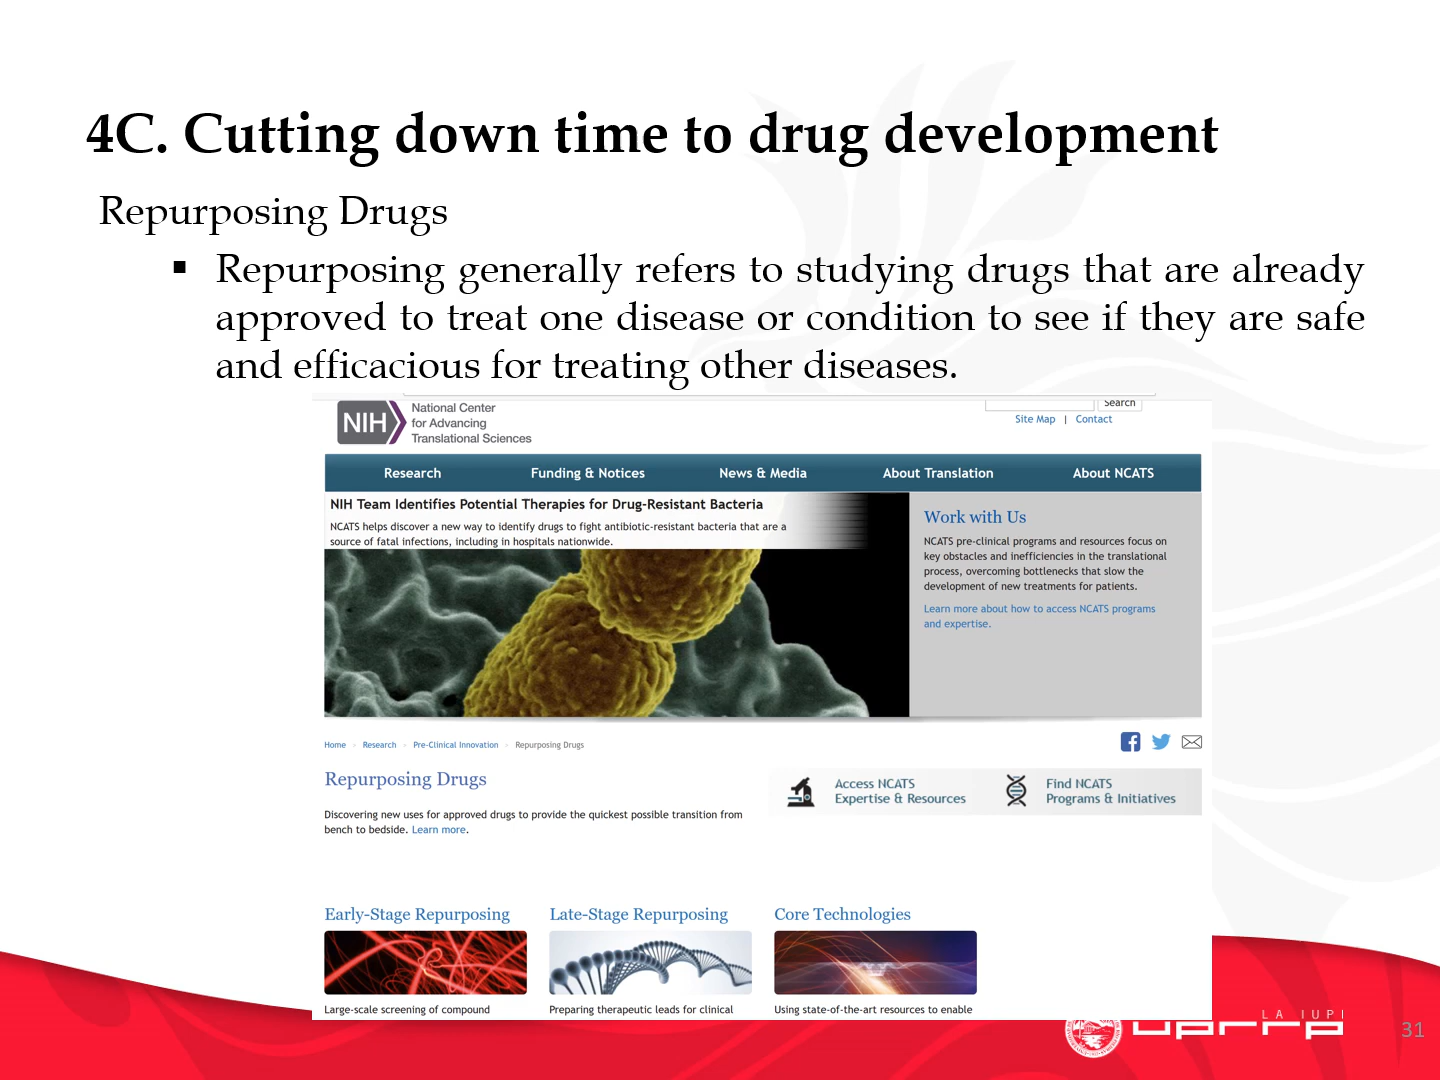 4C. Cutting down time to drug development
Repurposing Drugs
▪ Repurposing generally refers to studying drugs that are already
approved to treat one disease or condition to see if they are safe
and efficacious for treating other diseases.
NIH
National Center
for Advancing
Translational Sciences
Search
Site Map | Contact
Research Funding & Notices News & Media About Translation About NCATS
NIH Team Identifies Potential Therapies for Drug-Resistant Bacteria
NCATS helps discover a new way to identify drugs to fight antibiotic-resistant bacteria that are a
source of fatal infections, including in hospitals nationwide.
Work with Us
NCATS pre-clinical programs and resources focus on
key obstacles and inefficiencies in the translational
process, overcoming bottlenecks that slow the
development of new treatments for patients.
Learn more about how to access NCATS programs
and expertise.
Home Research Pre-Clinical Innovation Repurposing Drugs
Repurposing Drugs
Discovering new uses for approved drugs to provide the quickest possible transition from
bench to bedside. Learn more.
Access NCATS
Expertise & Resources
Find NCATS
Programs & Initiatives
Early-Stage Repurposing
Large-scale screening of compound
Late-Stage Repurposing
Preparing therapeutic leads for clinical
Core Technologies
Using state-of-the-art resources to enable
LA IUPI
uprrp
31